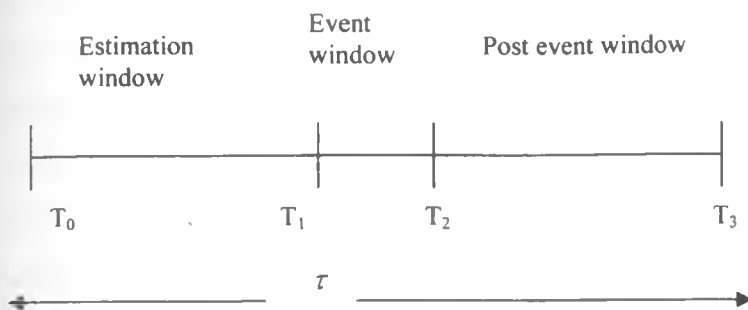 Estimation
window
Event
window
Post event window
T₀
T₁
T₂
T₃
τ